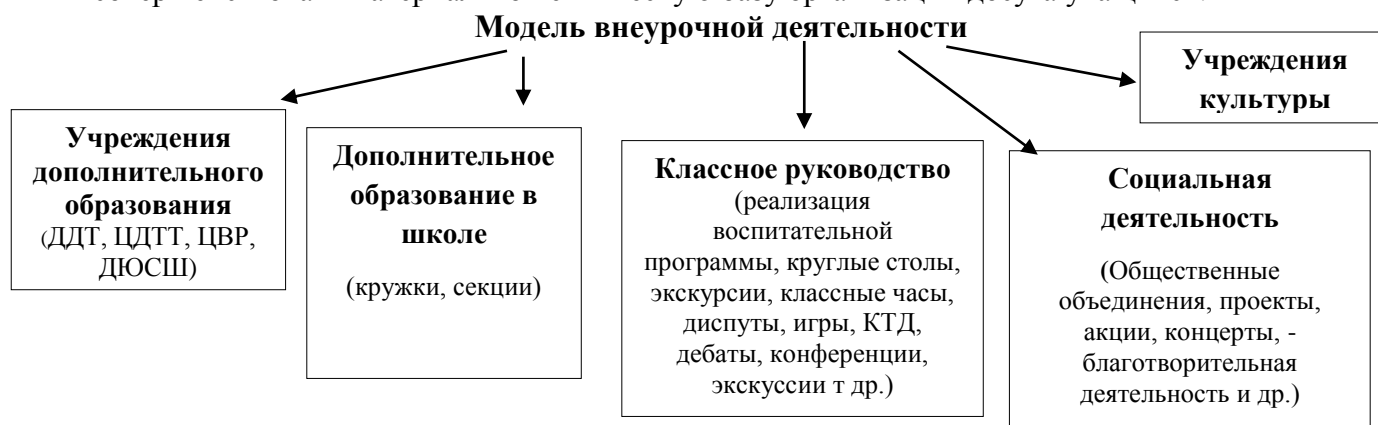 Модель внеурочной деятельности
Учреждения
культуры
Учреждения
дополнительного
образования
(ДДТ, ЦДТТ, ЦВР,
ДЮСШ)
Дополнительное
образование в
школе
(кружки, секции)
Классное руководство
(реализация
воспитательной
программы, круглые столы,
экскурсии, классные часы,
диспуты, игры, КТД,
дебаты, конференции,
экскуссии т др.)
Социальная
деятельность
(Общественные
объединения, проекты,
акции, концерты, -
благотворительная
деятельность и др.)